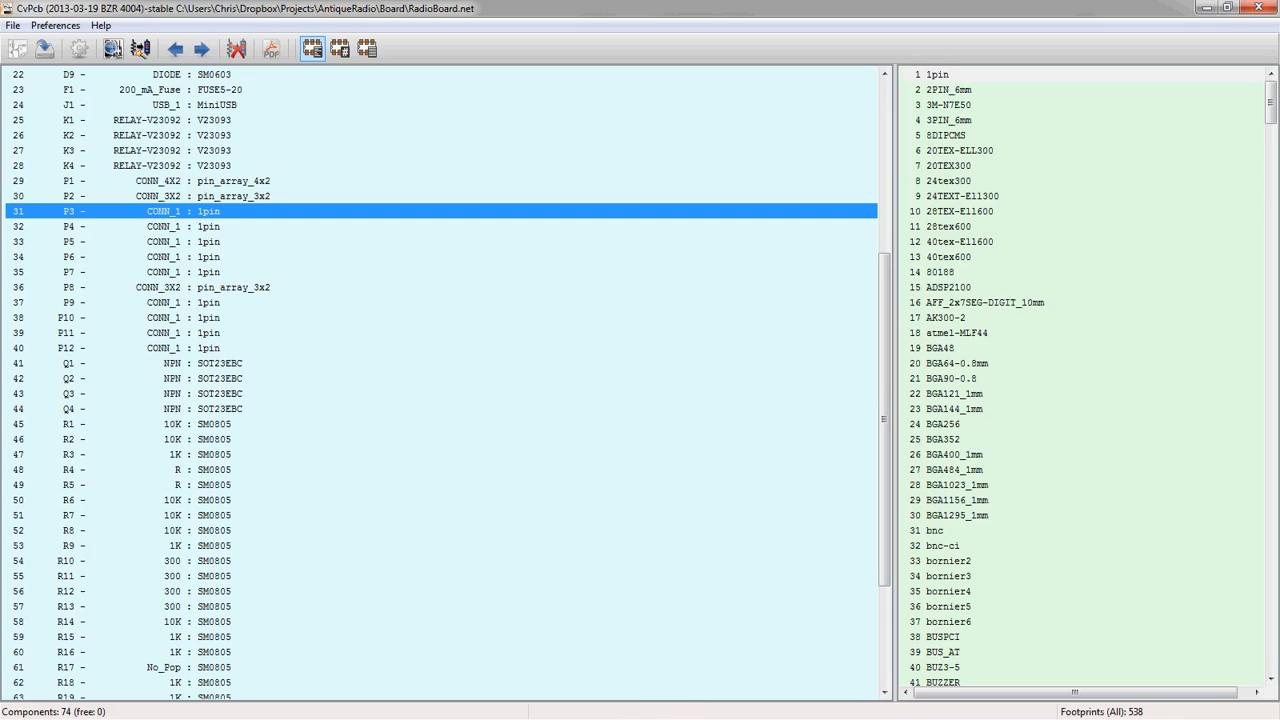 CvPcb (2013-03-19 BZR 4004)-stable C:\Users\Chris\Dropbox\Projects\AntiqueRadio\Board\RadioBoard.net
File Preferences Help
PDF
22 D9 - DIODE : SM0603
23 F1 - 200_mA_Fuse : FUSE5-20
24 J1 - USB_1 : MiniUSB
25 K1 - RELAY-V23092 : V23093
26 K2 - RELAY-V23092 : V23093
27 K3 - RELAY-V23092 : V23093
28 K4 - RELAY-V23092 : V23093
29 P1 - CONN_4X2 : pin_array_4x2
30 P2 - CONN_3X2 : pin_array_3x2
31 P3 - CONN_1 : 1pin
32 P4 - CONN_1 : 1pin
33 P5 - CONN_1 : 1pin
34 P6 - CONN_1 : 1pin
35 P7 - CONN_1 : 1pin
36 P8 - CONN_3X2 : pin_array_3x2
37 P9 - CONN_1 : 1pin
38 P10 - CONN_1 : 1pin
39 P11 - CONN_1 : 1pin
40 P12 - CONN_1 : 1pin
41 Q1 - NPN : SOT23EBC
42 Q2 - NPN : SOT23EBC
43 Q3 - NPN : SOT23EBC
44 Q4 - NPN : SOT23EBC
45 R1 - 10K : SM0805
46 R2 - 10K : SM0805
47 R3 - 1K : SM0805
48 R4 - R : SM0805
49 R5 - R : SM0805
50 R6 - 10K : SM0805
51 R7 - 10K : SM0805
52 R8 - 10K : SM0805
53 R9 - 1K : SM0805
54 R10 - 300 : SM0805
55 R11 - 300 : SM0805
56 R12 - 300 : SM0805
57 R13 - 300 : SM0805
58 R14 - 10K : SM0805
59 R15 - 1K : SM0805
60 R16 - 1K : SM0805
61 R17 - No_Pop : SM0805
62 R18 - 1K : SM0805
63 R19 - 1K : SM0805
1 1pin
2 2PIN_6mm
3 3M-N7E50
4 3PIN_6mm
5 8DIPCMS
6 20TEX-ELL300
7 20TEX300
8 24tex300
9 24TEXT-Ell300
10 28TEX-Ell600
11 28tex600
12 40tex-Ell600
13 40tex600
14 80188
15 ADSP2100
16 AFF_2x7SEG-DIGIT_10mm
17 AK300-2
18 atmel-MLF44
19 BGA48
20 BGA64-0.8mm
21 BGA90-0.8
22 BGA121_1mm
23 BGA144_1mm
24 BGA256
25 BGA352
26 BGA400_1mm
27 BGA484_1mm
28 BGA1023_1mm
29 BGA1156_1mm
30 BGA1295_1mm
31 bnc
32 bnc-ci
33 bornier2
34 bornier3
35 bornier4
36 bornier5
37 bornier6
38 BUSPCI
39 BUS_AT
40 BUZ3-5
41 BUZZER
Components: 74 (free: 0)
Footprints (All): 538